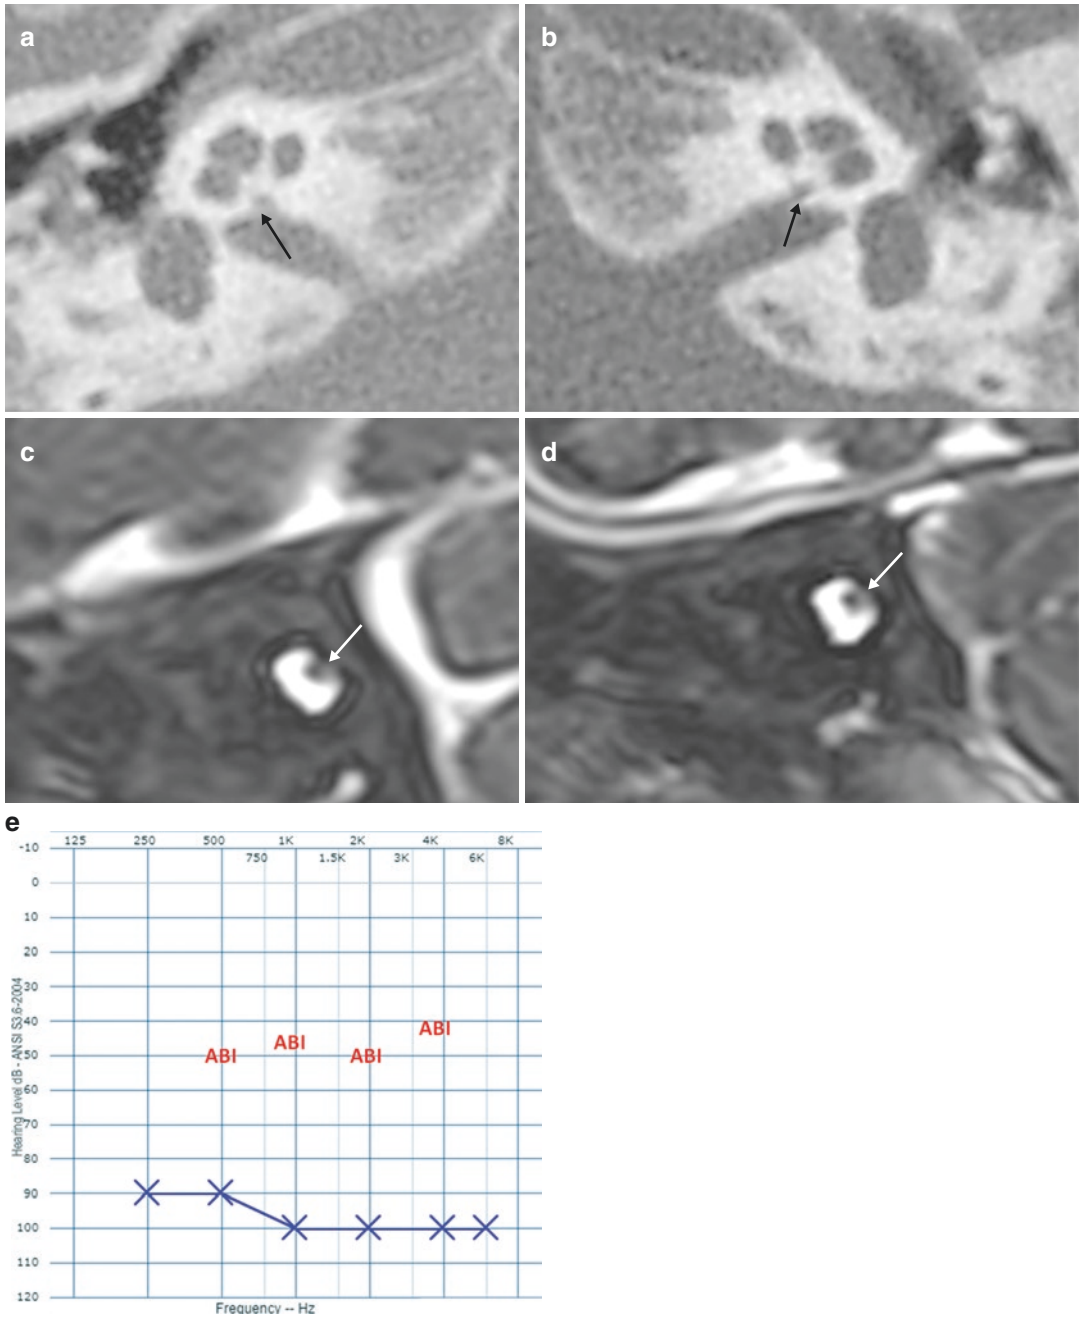 a
b
c
d
e
125 250 500 1K 2K 4K 8K
750 1.5K 3K 6K
-10
0
10
20
30
40
50
60
70
80
90
100
110
120
Hearing Level dB - ANSI S3.6-2004
ABI
ABI
ABI
ABI
Frequency -- Hz